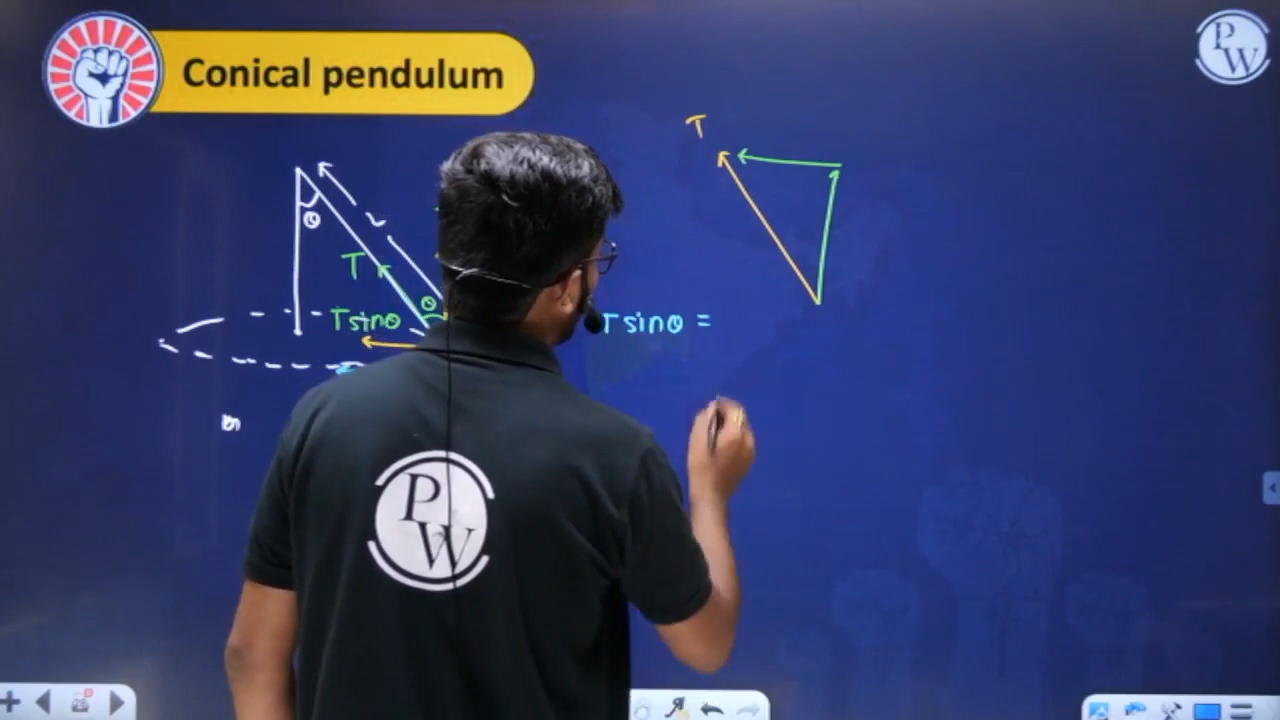 PW
Conical pendulum
T
θ
T
θ
Tsinθ
Tsinθ =
PW